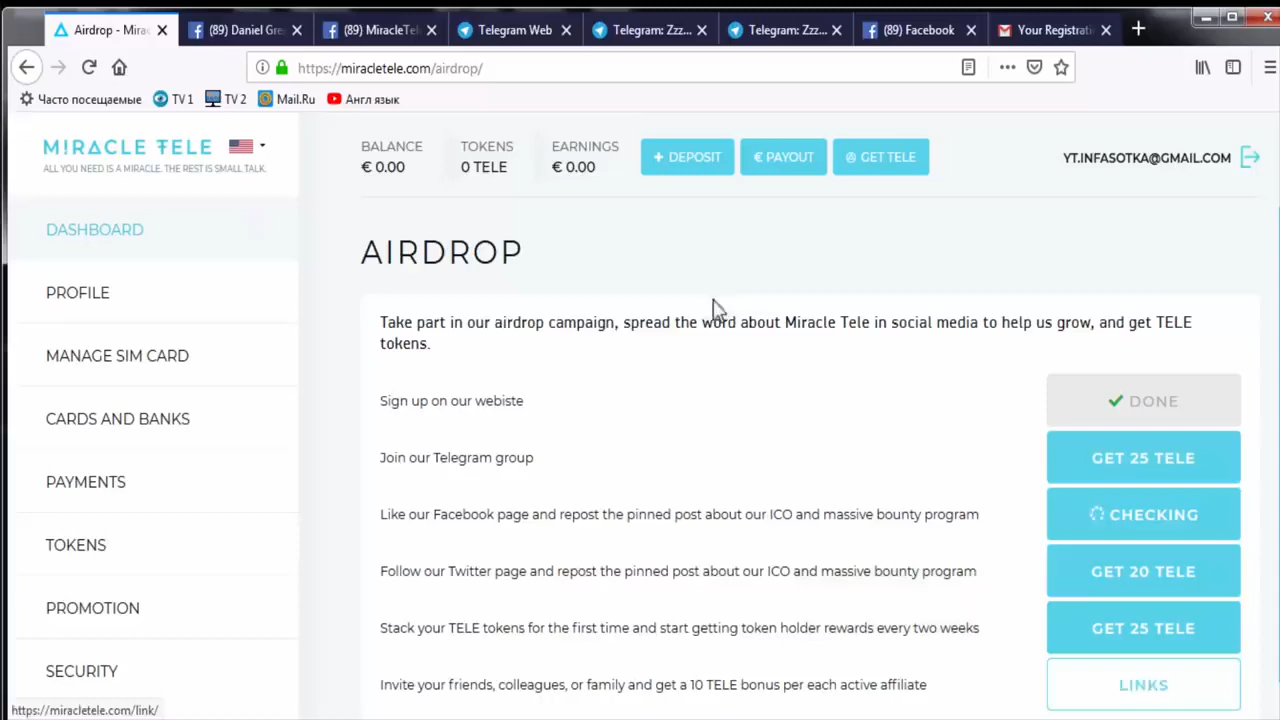 Airdrop - Mirac
(89) Daniel Gre
(89) MiracleTel
Telegram Web
Telegram: Zzz...
Telegram: Zzz...
(89) Facebook
Your Registrati
https://miracletele.com/airdrop/
Часто посещаемые
TV 1
TV 2
Mail.Ru
Англ язык
MIRACLE TELE
ALL YOU NEED IS A MIRACLE. THE REST IS SMALL TALK.
DASHBOARD
PROFILE
MANAGE SIM CARD
CARDS AND BANKS
PAYMENTS
TOKENS
PROMOTION
SECURITY
https://miracletele.com/link/
BALANCE
€ 0.00
TOKENS
0 TELE
EARNINGS
€ 0.00
+ DEPOSIT
€ PAYOUT
GET TELE
YT.INFASOTKA@GMAIL.COM
AIRDROP
Take part in our airdrop campaign, spread the word about Miracle Tele in social media to help us grow, and get TELE
tokens.
Sign up on our webiste
DONE
Join our Telegram group
GET 25 TELE
Like our Facebook page and repost the pinned post about our ICO and massive bounty program
CHECKING
Follow our Twitter page and repost the pinned post about our ICO and massive bounty program
GET 20 TELE
Stack your TELE tokens for the first time and start getting token holder rewards every two weeks
GET 25 TELE
Invite your friends, colleagues, or family and get a 10 TELE bonus per each active affiliate
LINKS